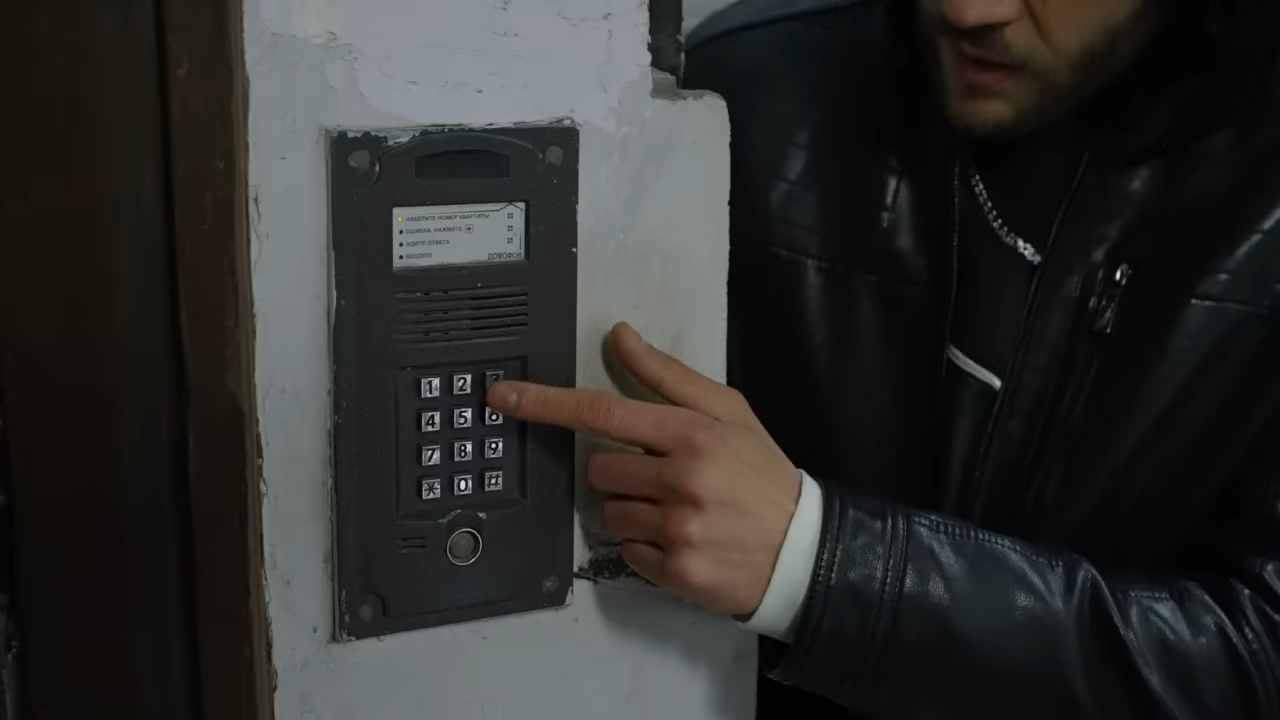 НАБЕРИТЕ НОМЕР КВАРТИРЫ
ОШИБКА, НАЖМИТЕ *
ЖДИТЕ ОТВЕТА
ВХОДИТЕ
ДОМОФОН
1 2
4 5 6
7 8 9
* 0 #